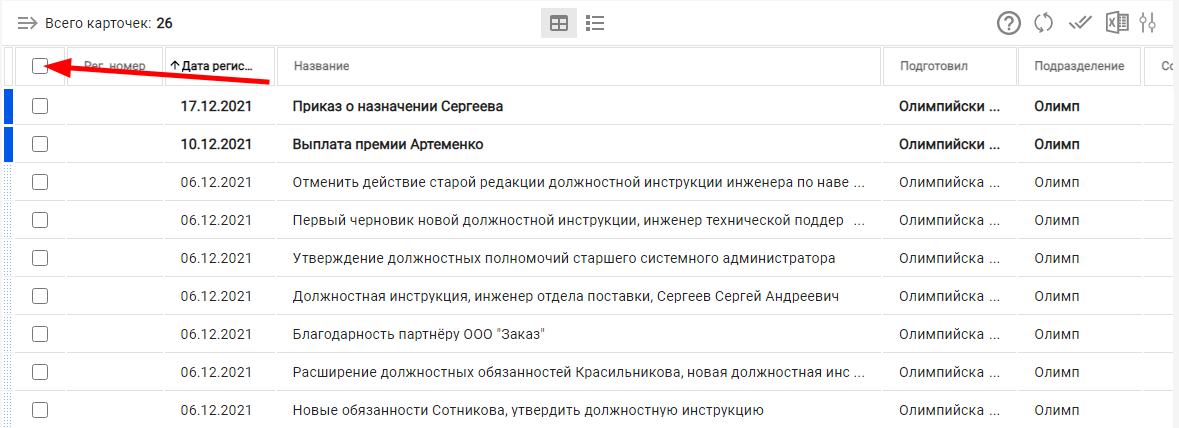 Всего карточек: 26
Рег. номер Дата регис... Название Подготовил Подразделение Со
17.12.2021 Приказ о назначении Сергеева Олимпийски ... Олимп
10.12.2021 Выплата премии Артеменко Олимпийски ... Олимп
06.12.2021 Отменить действие старой редакции должностной инструкции инженера по наве ... Олимпийска ... Олимп
06.12.2021 Первый черновик новой должностной инструкции, инженер технической поддер ... Олимпийска ... Олимп
06.12.2021 Утверждение должностных полномочий старшего системного администратора Олимпийска ... Олимп
06.12.2021 Должностная инструкция, инженер отдела поставки, Сергеев Сергей Андреевич Олимпийска ... Олимп
06.12.2021 Благодарность партнёру ООО "Заказ" Олимпийска ... Олимп
06.12.2021 Расширение должностных обязанностей Красильникова, новая должностная инс ... Олимпийска ... Олимп
06.12.2021 Новые обязанности Сотникова, утвердить должностную инструкцию Олимпийска ... Олимп